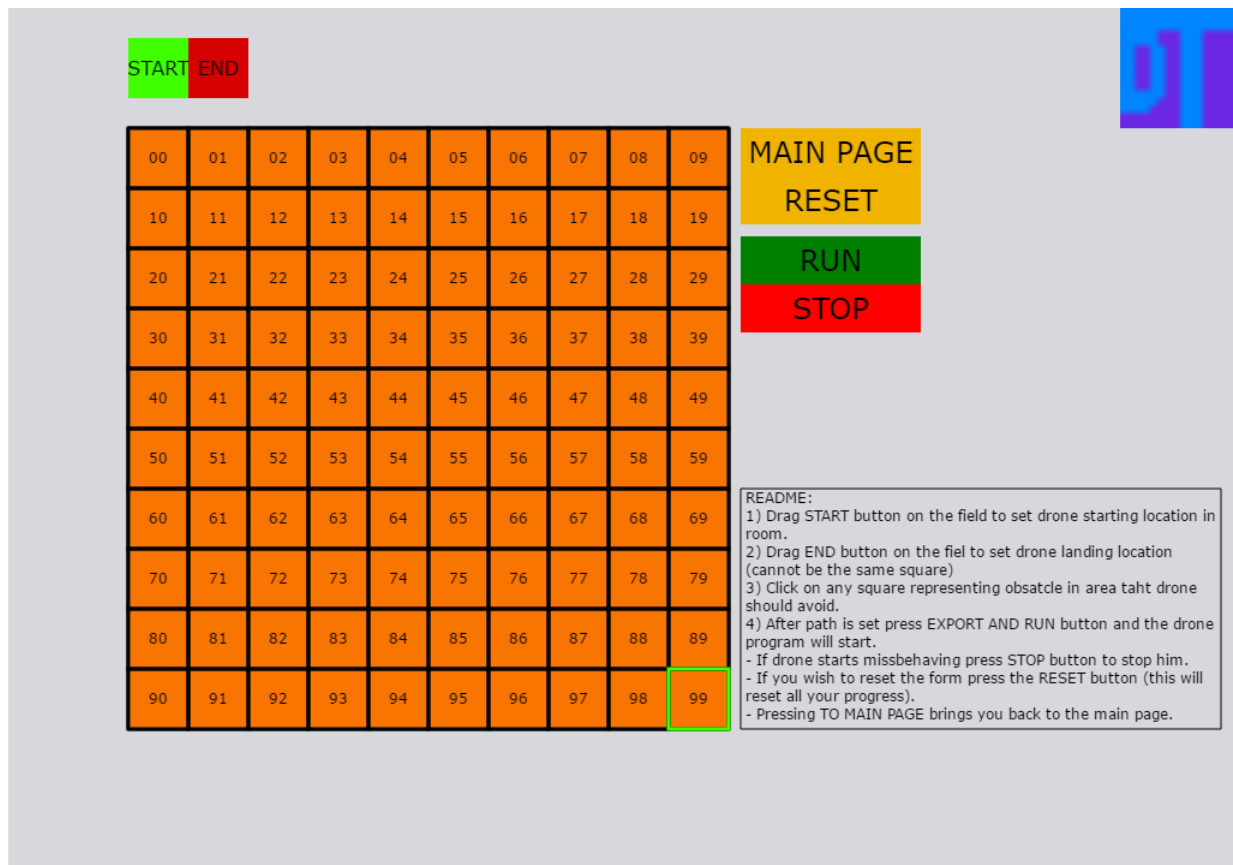 START END
00 01 02 03 04 05 06 07 08 09
10 11 12 13 14 15 16 17 18 19
20 21 22 23 24 25 26 27 28 29
30 31 32 33 34 35 36 37 38 39
40 41 42 43 44 45 46 47 48 49
50 51 52 53 54 55 56 57 58 59
60 61 62 63 64 65 66 67 68 69
70 71 72 73 74 75 76 77 78 79
80 81 82 83 84 85 86 87 88 89
90 91 92 93 94 95 96 97 98 99
MAIN PAGE
RESET
RUN
STOP
README:
1) Drag START button on the field to set drone starting location in
room.
2) Drag END button on the fiel to set drone landing location
(cannot be the same square)
3) Click on any square representing obsatcle in area taht drone
should avoid.
4) After path is set press EXPORT AND RUN button and the drone
program will start.
- If drone starts missbehaving press STOP button to stop him.
- If you wish to reset the form press the RESET button (this will
reset all your progress).
- Pressing TO MAIN PAGE brings you back to the main page.